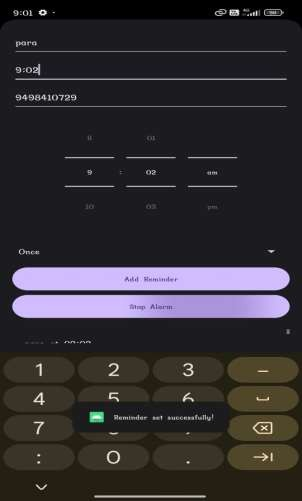 9:01
para
9:02
9498410729
8 01
9 : 02 am
10 03 pm
Once
Add Reminder
Stop Alarm
1 2 3 –
4 5 6
7 9
: 0 .
Reminder set successfully!